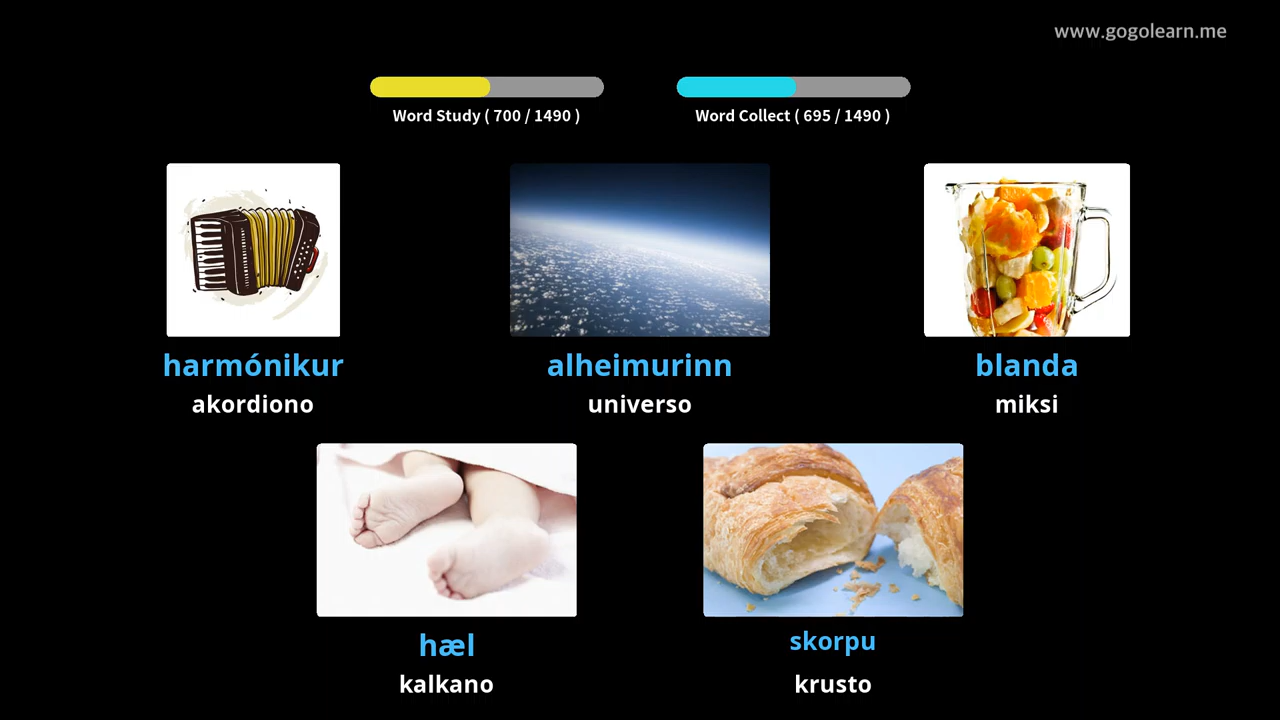 www.gogolearn.me
Word Study ( 700 / 1490 )
Word Collect ( 695 / 1490 )
harmónikur
akordiono
alheimurinn
universo
blanda
miksi
hæl
kalkano
skorpu
krusto